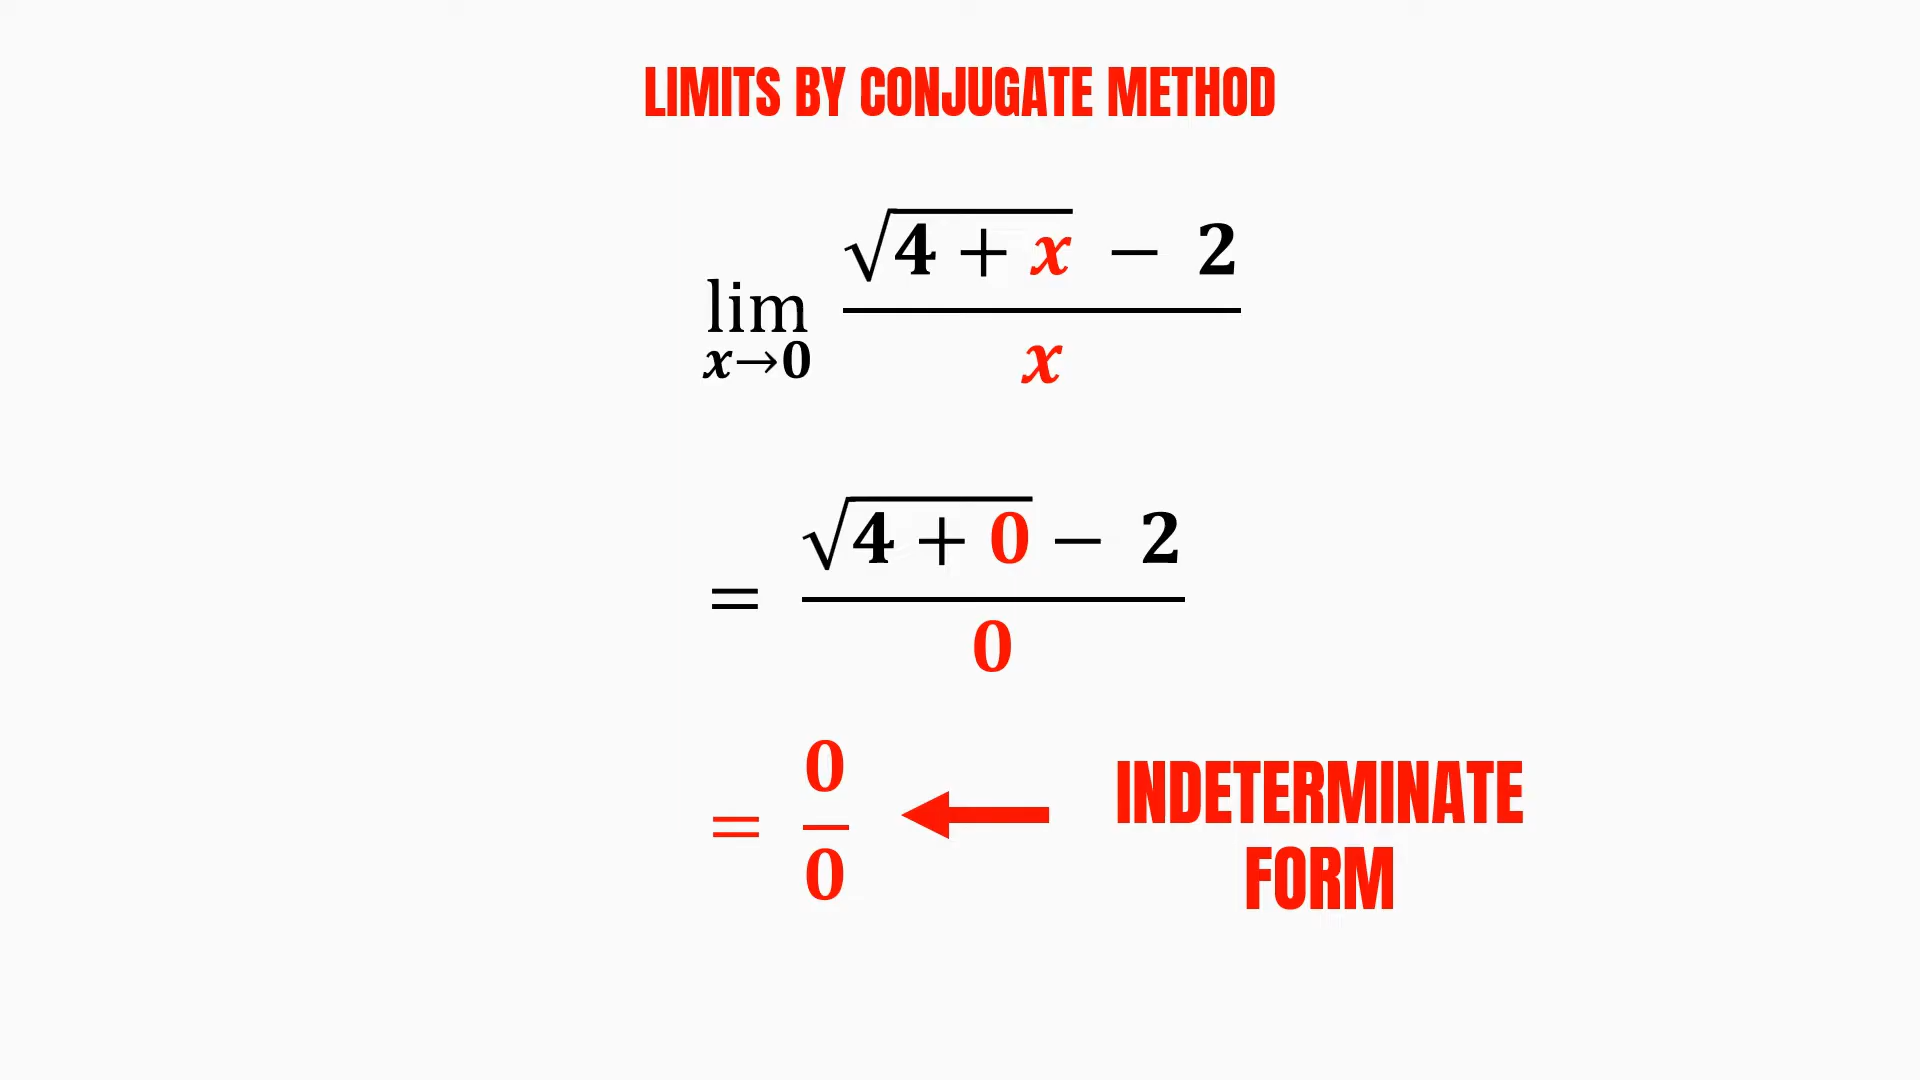 LIMITS BY CONJUGATE METHOD
√4 + x − 2
lim
x→0
x
√4 + 0 − 2
=
0
0
=
0
INDETERMINATE
FORM